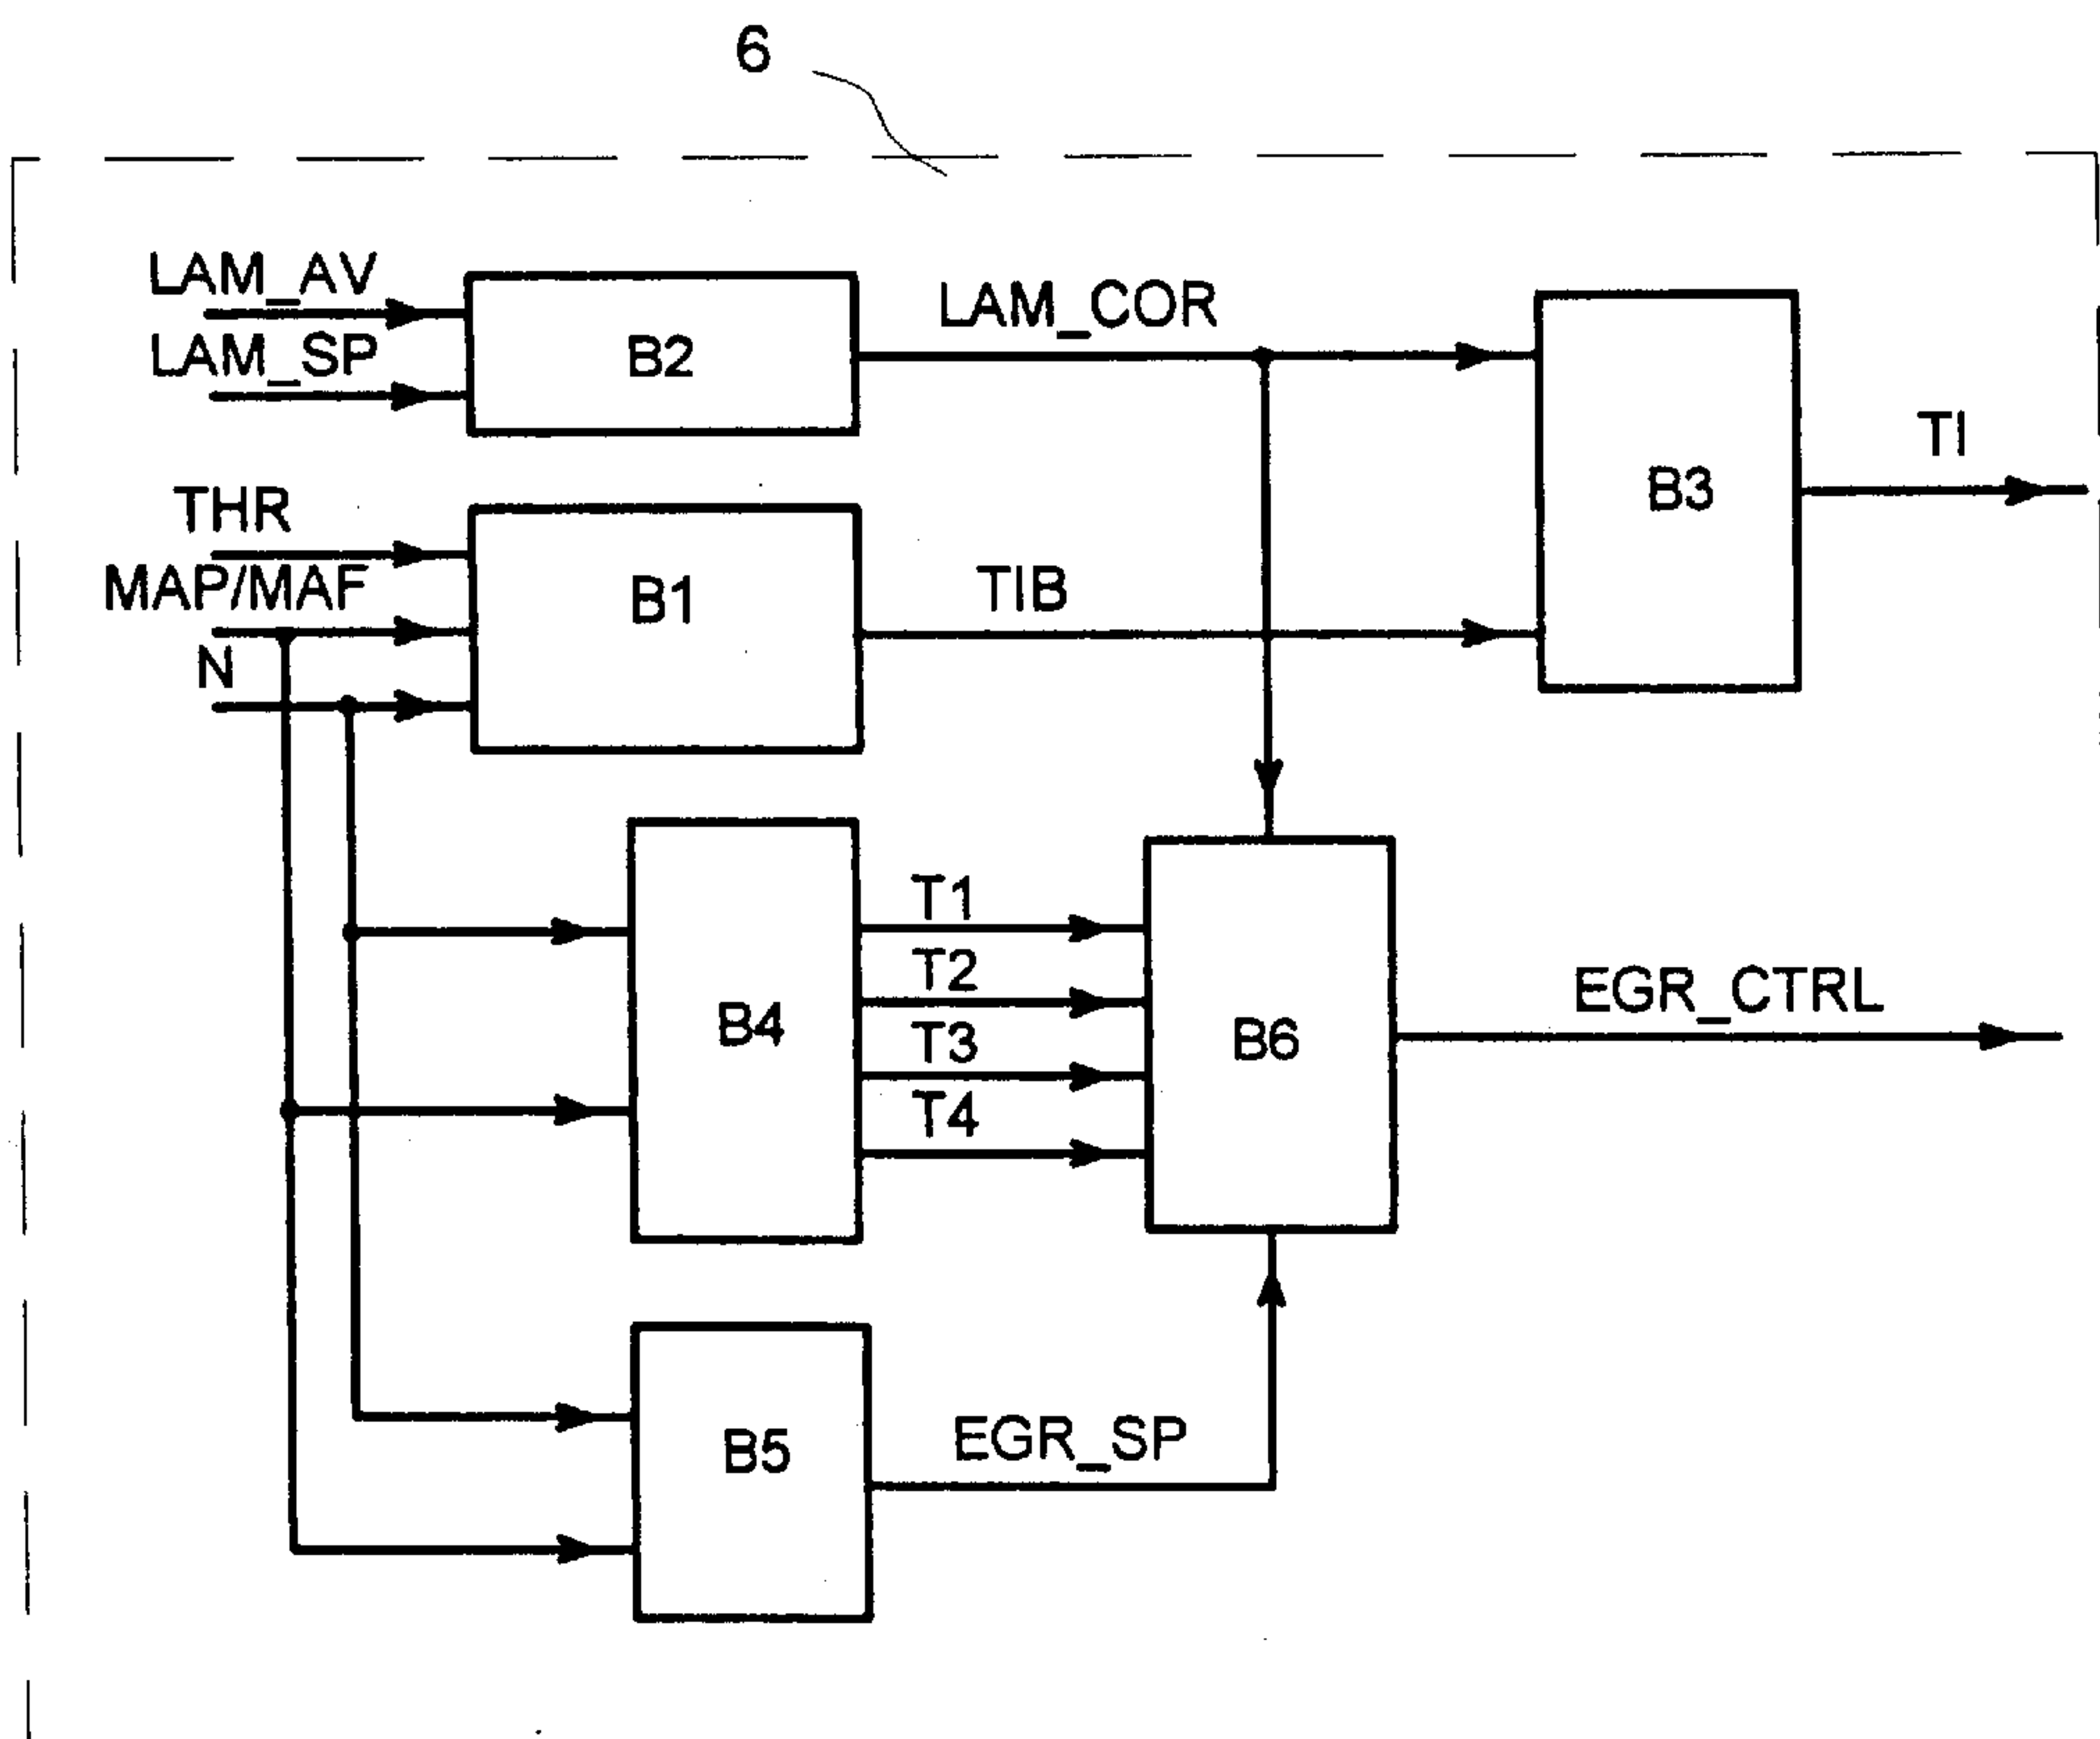 6
LAM_AV
LAM_SP
B2
LAM_COR
B3
TI
THR
MAP/MAF
N
B1
TIB
B4
T1
T2
T3
T4
B6
EGR_CTRL
B5
EGR_SP